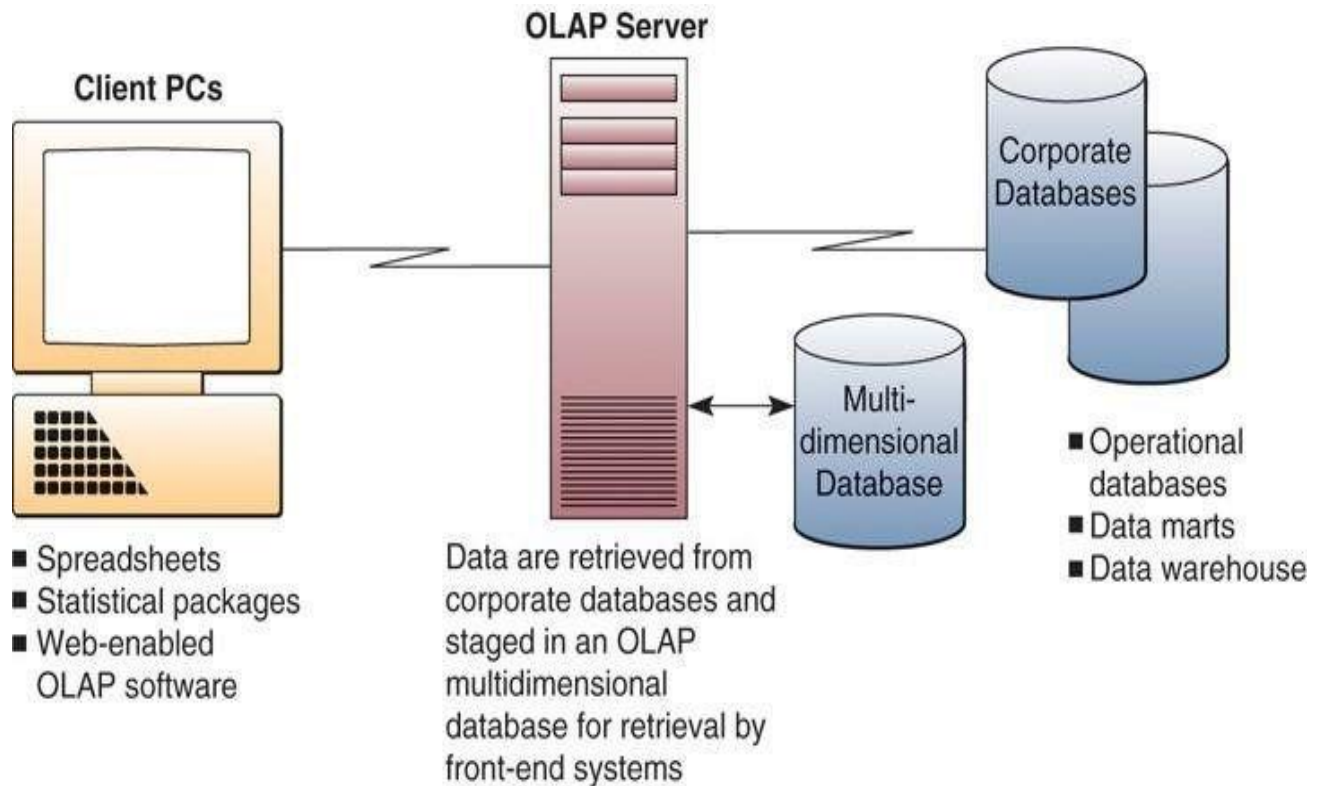 OLAP Server
Client PCs
Corporate
Databases
Multi-
dimensional
Database
■ Spreadsheets
■ Statistical packages
■ Web-enabled
OLAP software
Data are retrieved from
corporate databases and
staged in an OLAP
multidimensional
database for retrieval by
front-end systems
■ Operational
databases
■ Data marts
■ Data warehouse